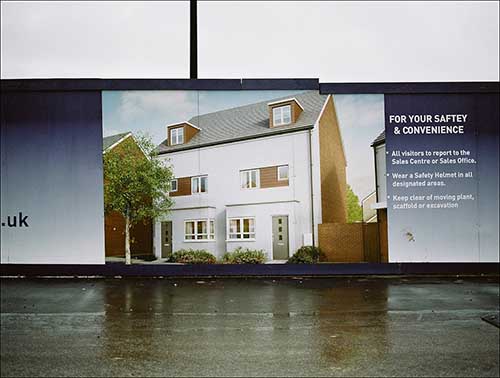 .uk
FOR YOUR SAFTEY
& CONVENIENCE
All visitors to report to the
Sales Centre or Sales Office.
* Wear a Safety Helmet in all
designated areas.
* Keep clear of moving plant,
scaffold or excavation